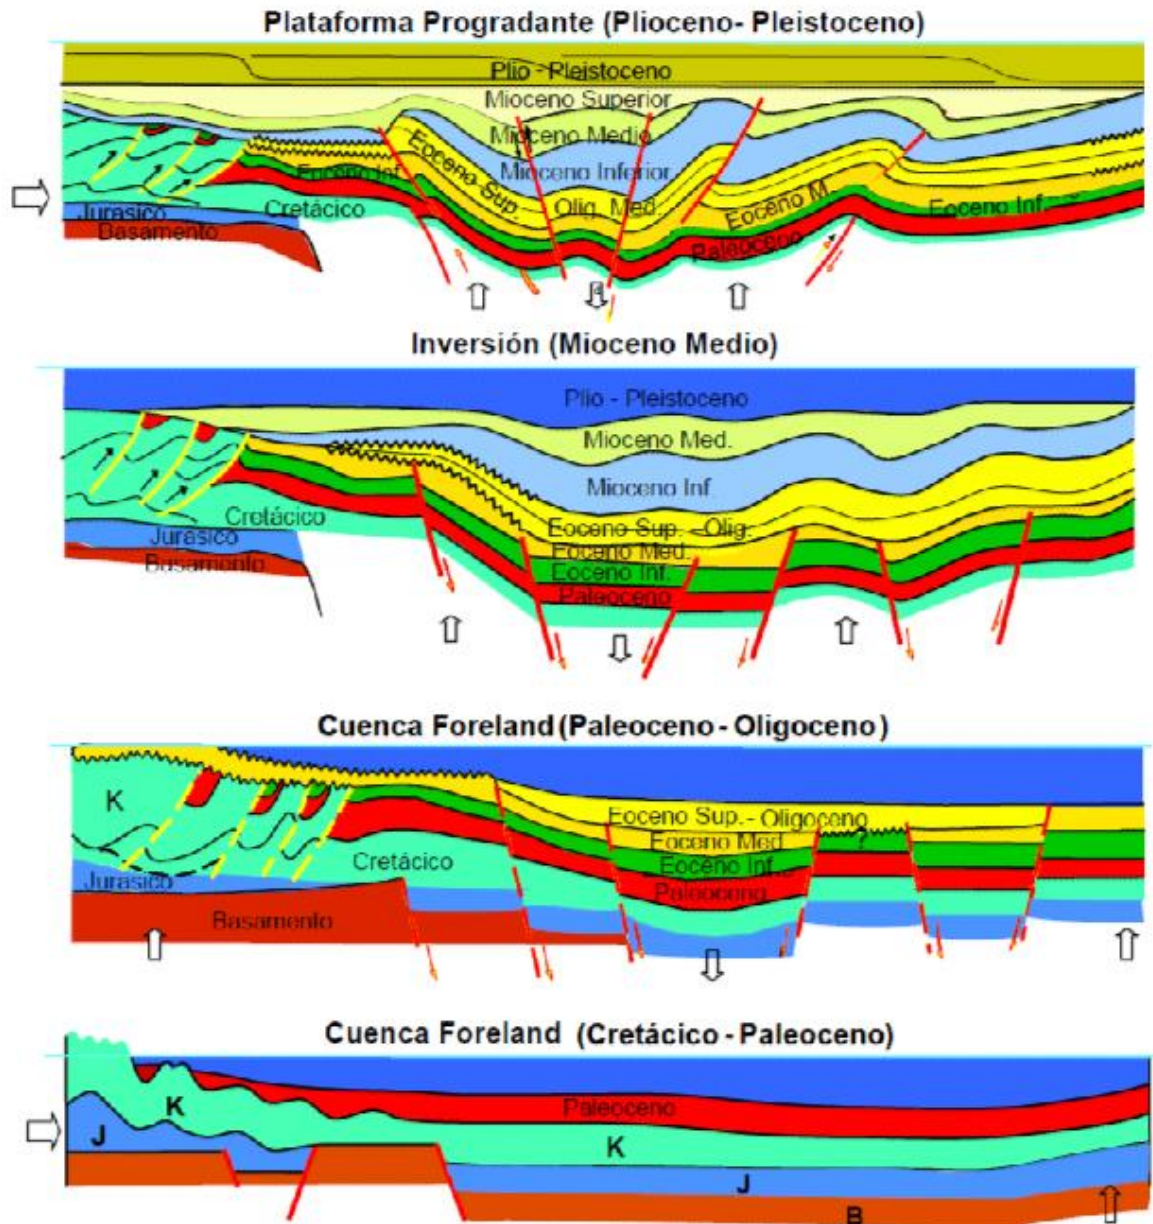 Plataforma Progradante (Plioceno- Pleistoceno)
Plio - Pleistoceno
Mioceno Superior
Mioceno Medio
Mioceno Inferior
Eoceno Sup.
Eoceno Inf.
Olig. Med.
Eoceno M.
Eoceno Inf.
Paleoceno
Cretácico
Jurasico
Basamento
Inversión (Mioceno Medio)
Plio - Pleistoceno
Mioceno Med.
Mioceno Inf.
Cretácico
Eoceno Sup. -Olig.
Jurasico
Eoceno Med.
Basamento
Eoceno Inf.
Paleoceno
Cuenca Foreland (Paleoceno - Oligoceno)
K
Eoceno Sup. - Oligoceno
Eoceno Med.
?
Cretácico
Eoceno Inf.
Jurasico
Paleoceno
Basamento
Cuenca Foreland (Cretácico - Paleoceno)
K
Paleoceno
J
K
J
B